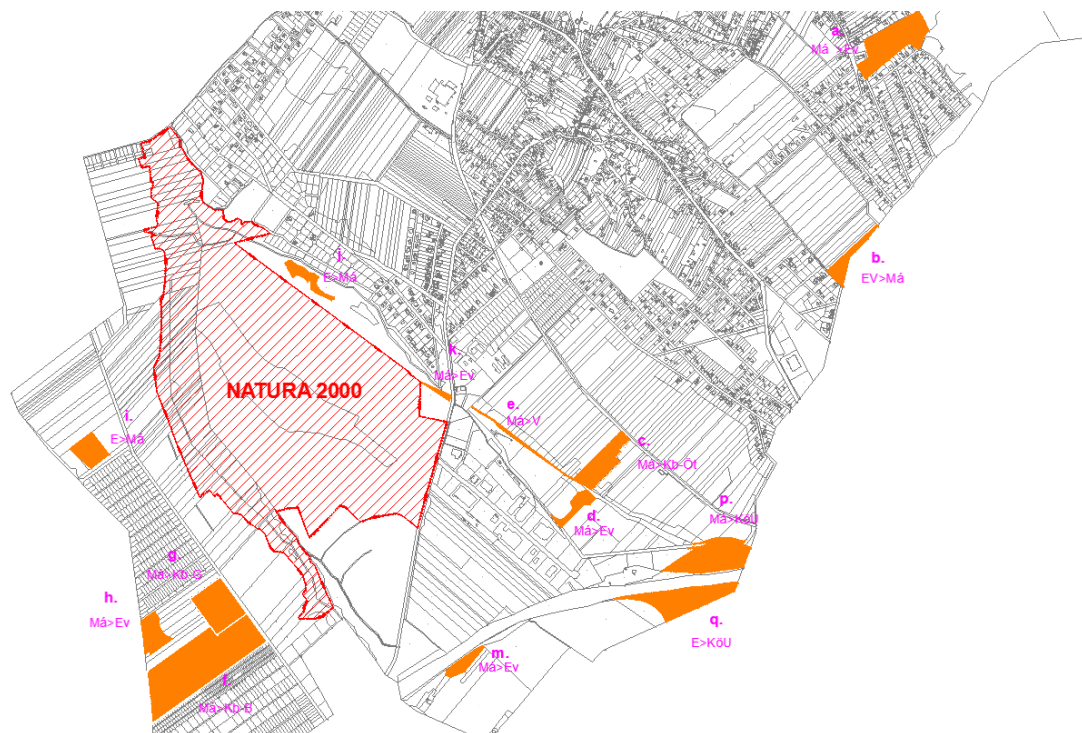 a.
Má >Ev
b.
EV>Má
j.
E>Má
k.
Má>Ev
NATURA 2000
e.
Má>V
i.
E>Má
c.
Má>Kb-Öt
p.
Má>KöU
d.
Má>Ev
g.
Má>Kb-G
h.
Má>Ev
q.
E>KöU
m.
Má>Ev
f.
Má>Kb-B